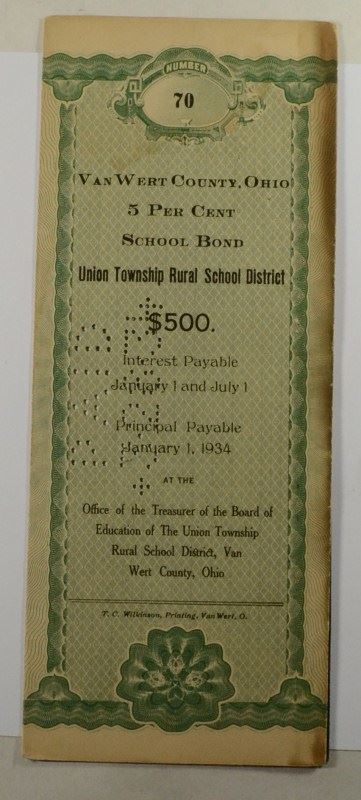 NUMBER
70
VAN WERT COUNTY, OHIO
5 PER CENT
SCHOOL BOND
Union Township Rural School District
$500.
Interest Payable
January 1 and July 1
Principal Payable
January 1, 1934
AT THE
Office of the Treasurer of the Board of
Education of The Union Township
Rural School District, Van
Wert County, Ohio
T. C. Wilkinson, Printing, Van Wert, O.